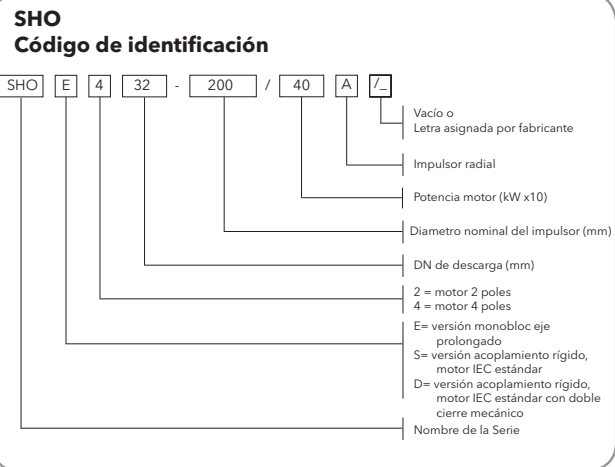 SHO
Código de identificación
SHO E 4 32 - 200 / 40 A /_
Vacío o
Letra asignada por fabricante
Impulsor radial
Potencia motor (kW x10)
Diametro nominal del impulsor (mm)
DN de descarga (mm)
2 = motor 2 poles
4 = motor 4 poles
E= versión monobloc eje
prolongado
S= versión acoplamiento rígido,
motor IEC estándar
D= versión acoplamiento rígido,
motor IEC estándar con doble
cierre mecánico
Nombre de la Serie